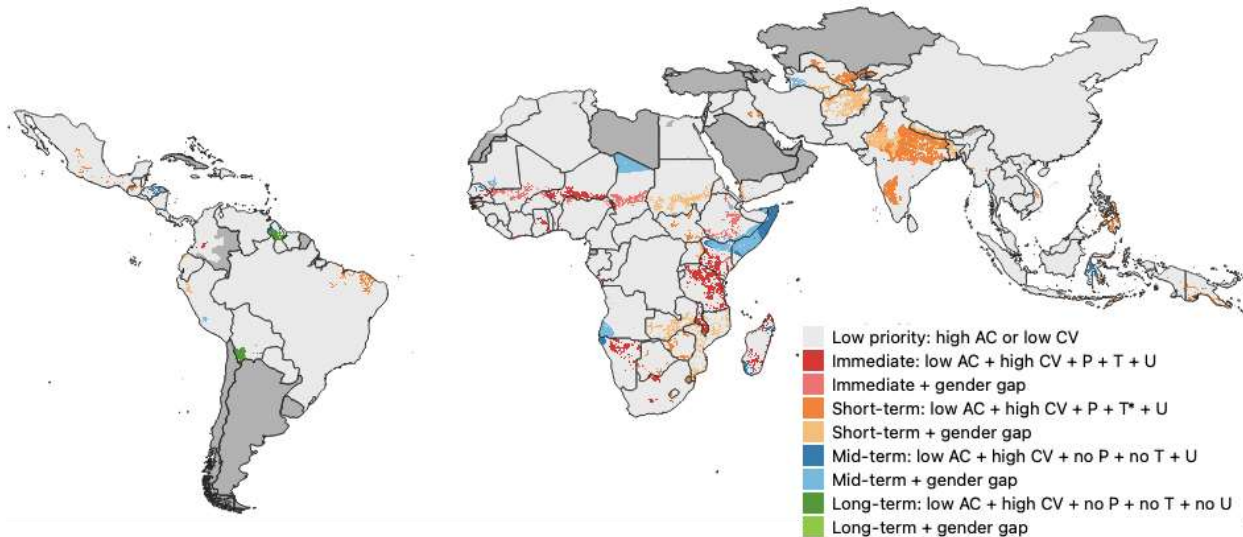 Low priority: high AC or low CV
Immediate: low AC + high CV + P + T + U
Immediate + gender gap
Short-term: low AC + high CV + P + T* + U
Short-term + gender gap
Mid-term: low AC + high CV + no P + no T + U
Mid-term + gender gap
Long-term: low AC + high CV + no P + no T + no U
Long-term + gender gap